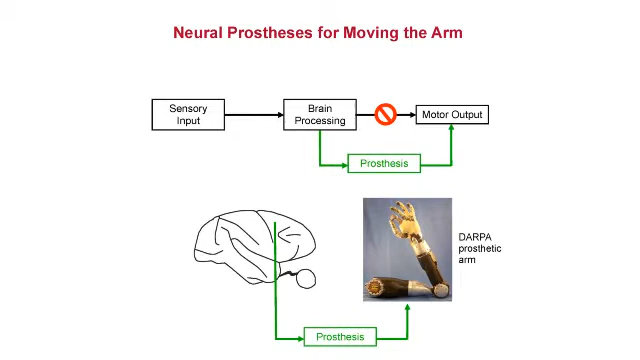 Neural Prostheses for Moving the Arm
Sensory
Input
Brain
Processing
Motor Output
Prosthesis
DARPA
prosthetic
arm
Prosthesis